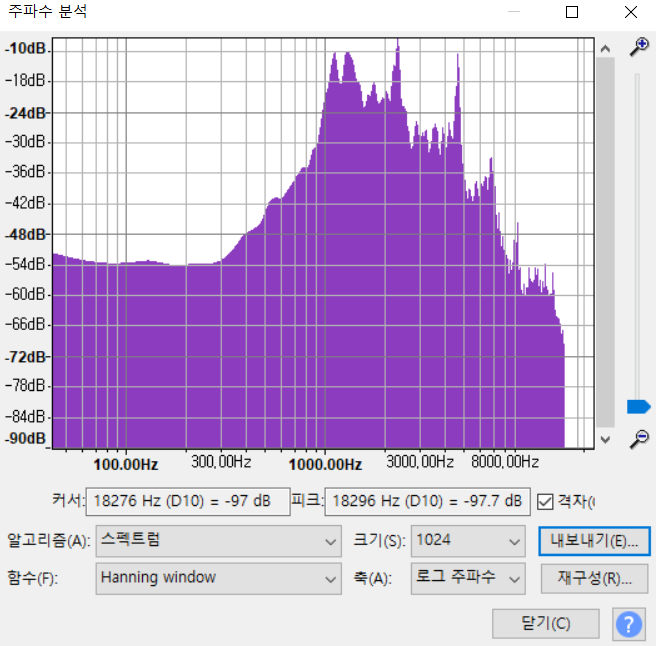 주파수 분석
-10dB
-18dB
-24dB
-30dB
-36dB
-42dB
-48dB
-54dB
-60dB
-66dB
-72dB
-78dB
-84dB
-90dB
100,00Hz 300,00Hz 1000,00Hz 3000,00Hz 8000,00Hz
커서: 18276 Hz (D10) = -97 dB 피크: 18296 Hz (D10) = -97.7 dB 격자(
알고리즘(A): 스펙트럼 크기(S): 1024 내보내기(E)...
함수(F): Hanning window 축(A): 로그 주파수 재구성(R)...
닫기(C) ?